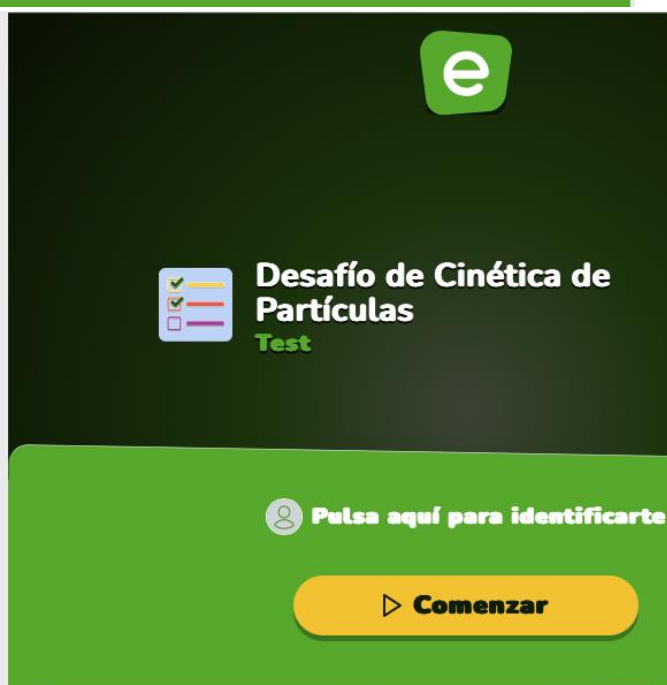 e
Desafío de Cinética de
Partículas
Test
Pulsa aquí para identificarte
Comenzar